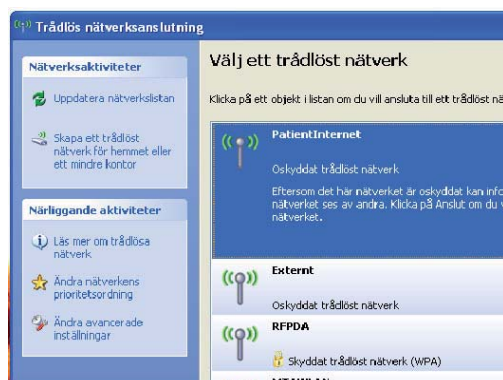 Trådlös nätverksanslutning
Nätverksaktiviteter
Uppdatera nätverkslistan
Skapa ett trådlöst
nätverk för hemmet eller
ett mindre kontor
Närliggande aktiviteter
Läs mer om trådlösa
nätverk
Ändra nätverkens
prioritetsordning
Ändra avancerade
inställningar
Välj ett trådlöst nätverk
Klicka på ett objekt i listan om du vill ansluta till ett trådlöst nä
PatientInternet
Oskyddat trådlöst nätverk
Eftersom det här nätverket är oskyddat kan info
nätverket ses av andra. Klicka på Anslut om du v
nätverket.
Externt
Oskyddat trådlöst nätverk
RFPDA
Skyddat trådlöst nätverk (WPA)